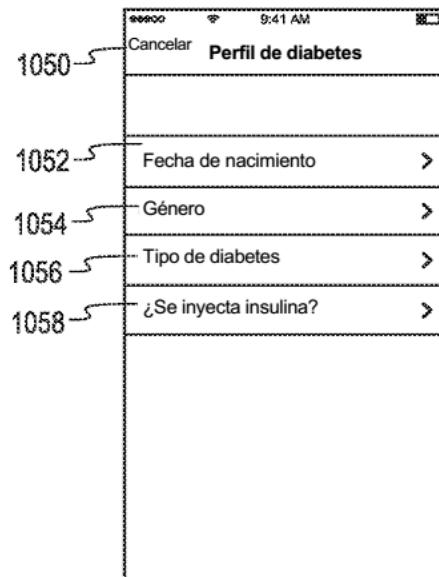 9:41 AM
1050 Cancelar Perfil de diabetes
1052 Fecha de nacimiento >
1054 Género >
1056 Tipo de diabetes >
1058 ¿Se inyecta insulina? >